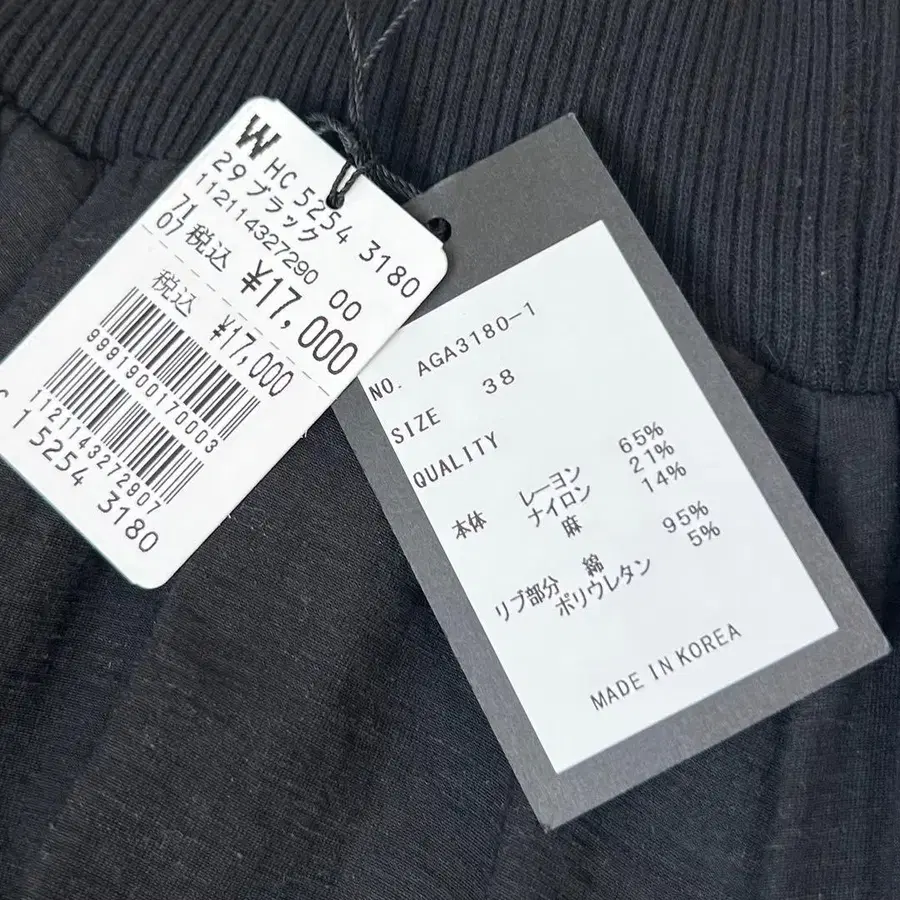 W
HC 5254 3180
29 ブラック
11211432729000
71
07 税込 ¥17,000
税込 ¥17,000
9991900170003
1121143272907
1 5254 3180
NO. AGA3180-1
SIZE 38
QUALITY
本体 レーヨン 65%
ナイロン 21%
麻 14%
リブ部分 綿 95%
ポリウレタン 5%
MADE IN KOREA